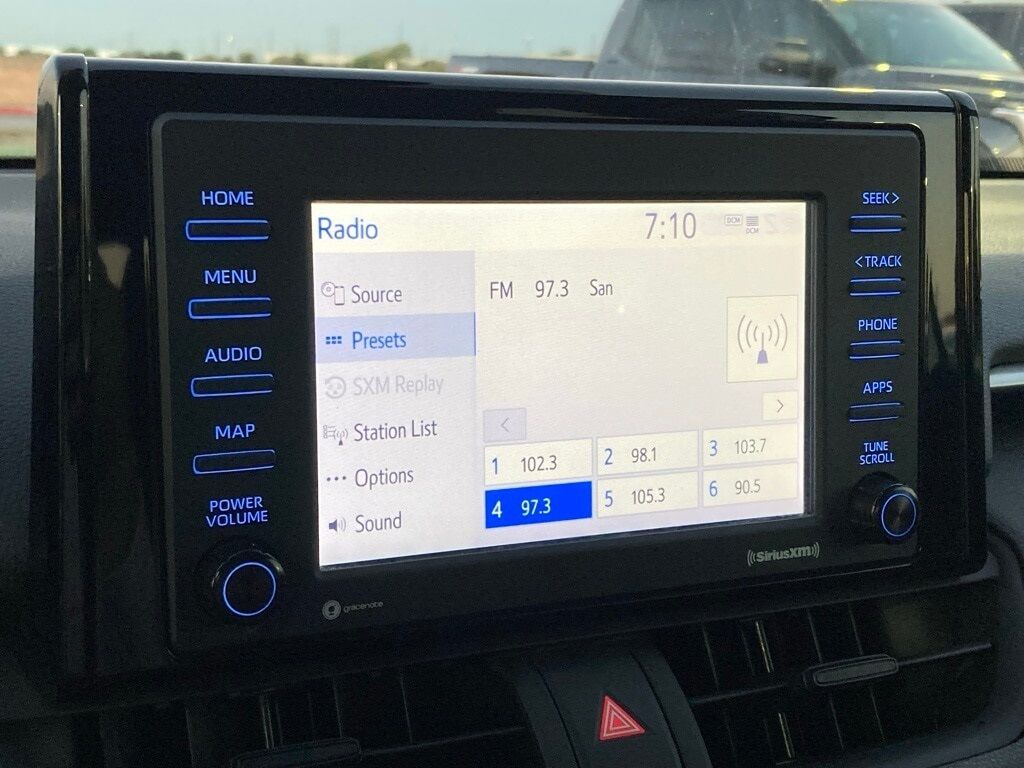 HOME
MENU
AUDIO
MAP
POWER
VOLUME
Radio
7:10
DCM
DCM
Source
Presets
SXM Replay
Station List
Options
Sound
FM 97.3 San
<
>
1 102.3
2 98.1
3 103.7
4 97.3
5 105.3
6 90.5
SEEK >
< TRACK
PHONE
APPS
TUNE
SCROLL
gracenote
((SiriusXM))